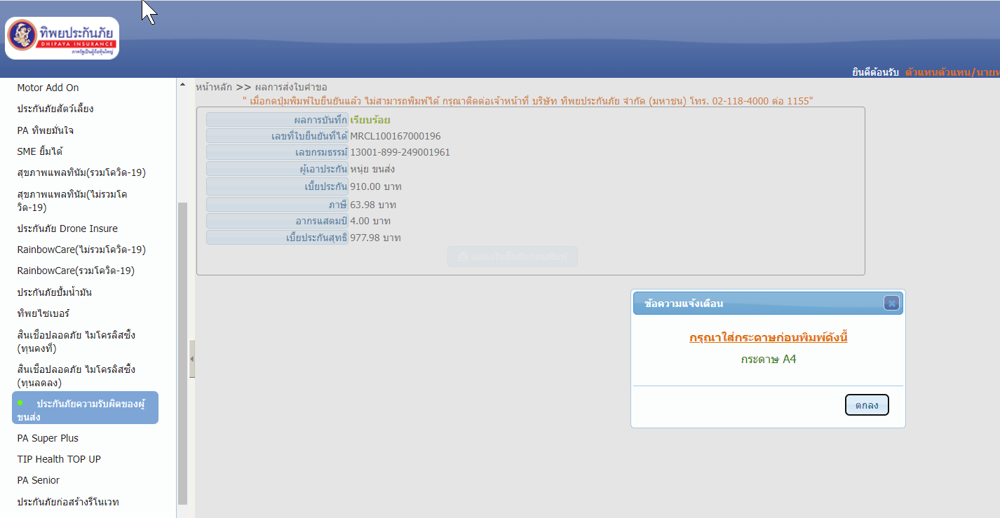 ทิพยประกันภัย
DHIPAYA INSURANCE
ภาครัฐเป็นผู้ถือหุ้นใหญ่
ยินดีต้อนรับ ตัวแทนตัวแทน/นายห
Motor Add On
ประกันภัยสัตว์เลี้ยง
PA ทิพยมั่นใจ
SME ยิ้มได้
สุขภาพแพลทินัม(รวมโควิด-19)
สุขภาพแพลทินัม(ไม่รวมโค
วิด-19)
ประกันภัย Drone Insure
RainbowCare(ไม่รวมโควิด-19)
RainbowCare(รวมโควิด-19)
ประกันภัยปั๊มน้ำมัน
ทิพยไซเบอร์
สินเชื่อปลอดภัย ไมโครลิสซิ่ง
(ทุนคงที่)
สินเชื่อปลอดภัย ไมโครลิสซิ่ง
(ทุนลดลง)
ประกันภัยความรับผิดของผู้
ขนส่ง
PA Super Plus
TIP Health TOP UP
PA Senior
ประกันภัยก่อสร้างรีโนเวท
หน้าหลัก >> ผลการส่งใบคำขอ
" เมื่อกดปุ่มพิมพ์ใบยืนยันแล้ว ไม่สามารถพิมพ์ได้ กรุณาติดต่อเจ้าหน้าที่ บริษัท ทิพยประกันภัย จำกัด (มหาชน) โทร. 02-118-4000 ต่อ 1155"
ผลการบันทึก เรียบร้อย
เลขที่ใบยืนยันที่ได้ MRCL100167000196
เลขกรมธรรม์ 13001-899-249001961
ผู้เอาประกัน หนุ่ย ขนส่ง
เบี้ยประกัน 910.00 บาท
ภาษี 63.98 บาท
อากรแสตมป์ 4.00 บาท
เบี้ยประกันสุทธิ 977.98 บาท
แสดงใบยืนยันก่อนพิมพ์
ข้อความแจ้งเตือน
กรุณาใส่กระดาษก่อนพิมพ์ดังนี้
กระดาษ A4
ตกลง